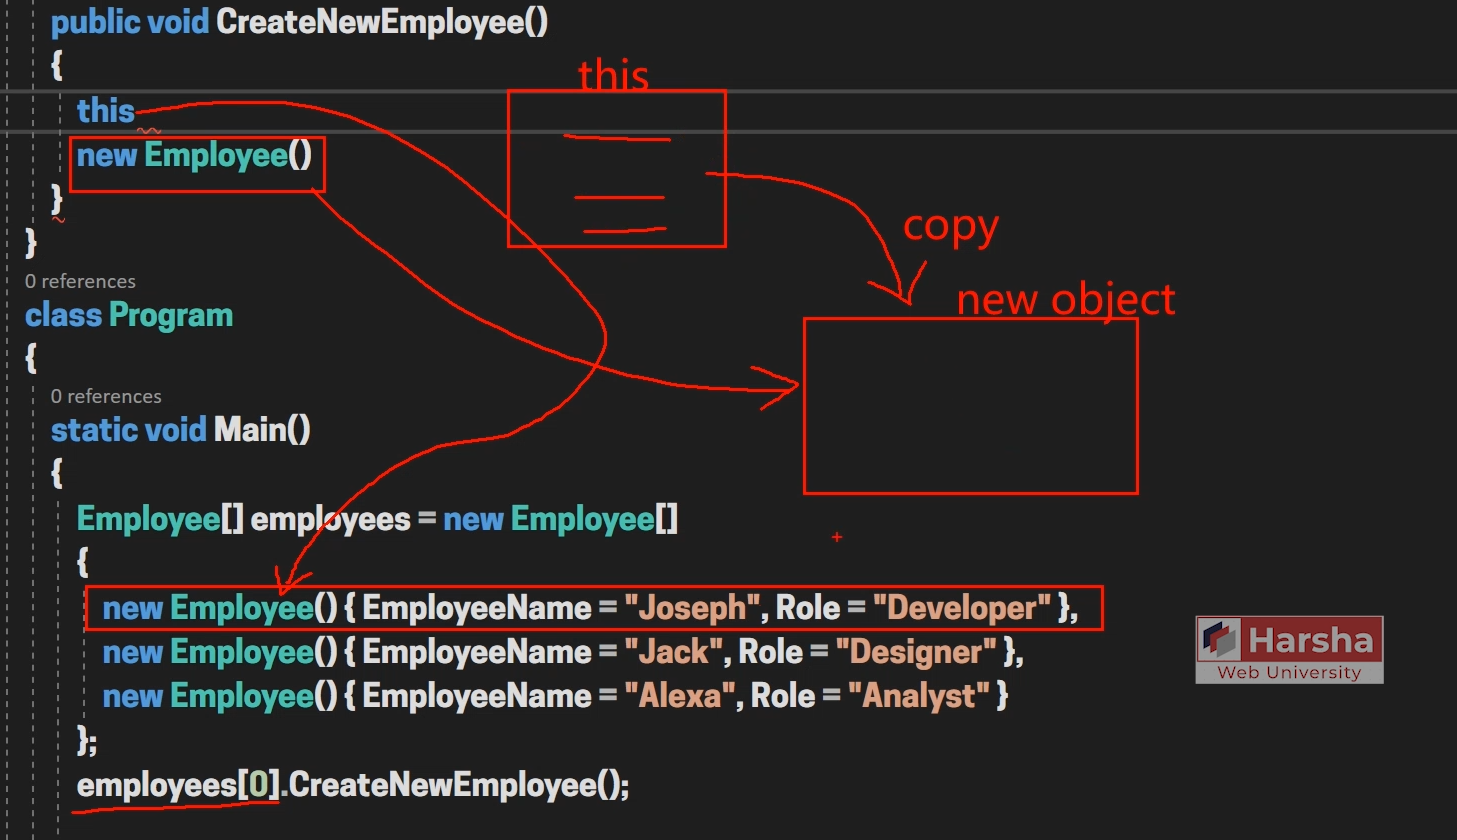 public void CreateNewEmployee()
{
this
this
new Employee()
}
}
copy
new object
0 references
class Program
{
0 references
static void Main()
{
Employee[] employees = new Employee[]
{
new Employee() { EmployeeName = "Joseph", Role = "Developer" },
new Employee() { EmployeeName = "Jack", Role = "Designer" },
new Employee() { EmployeeName = "Alexa", Role = "Analyst" }
};
employees[0].CreateNewEmployee();
Harsha
Web University